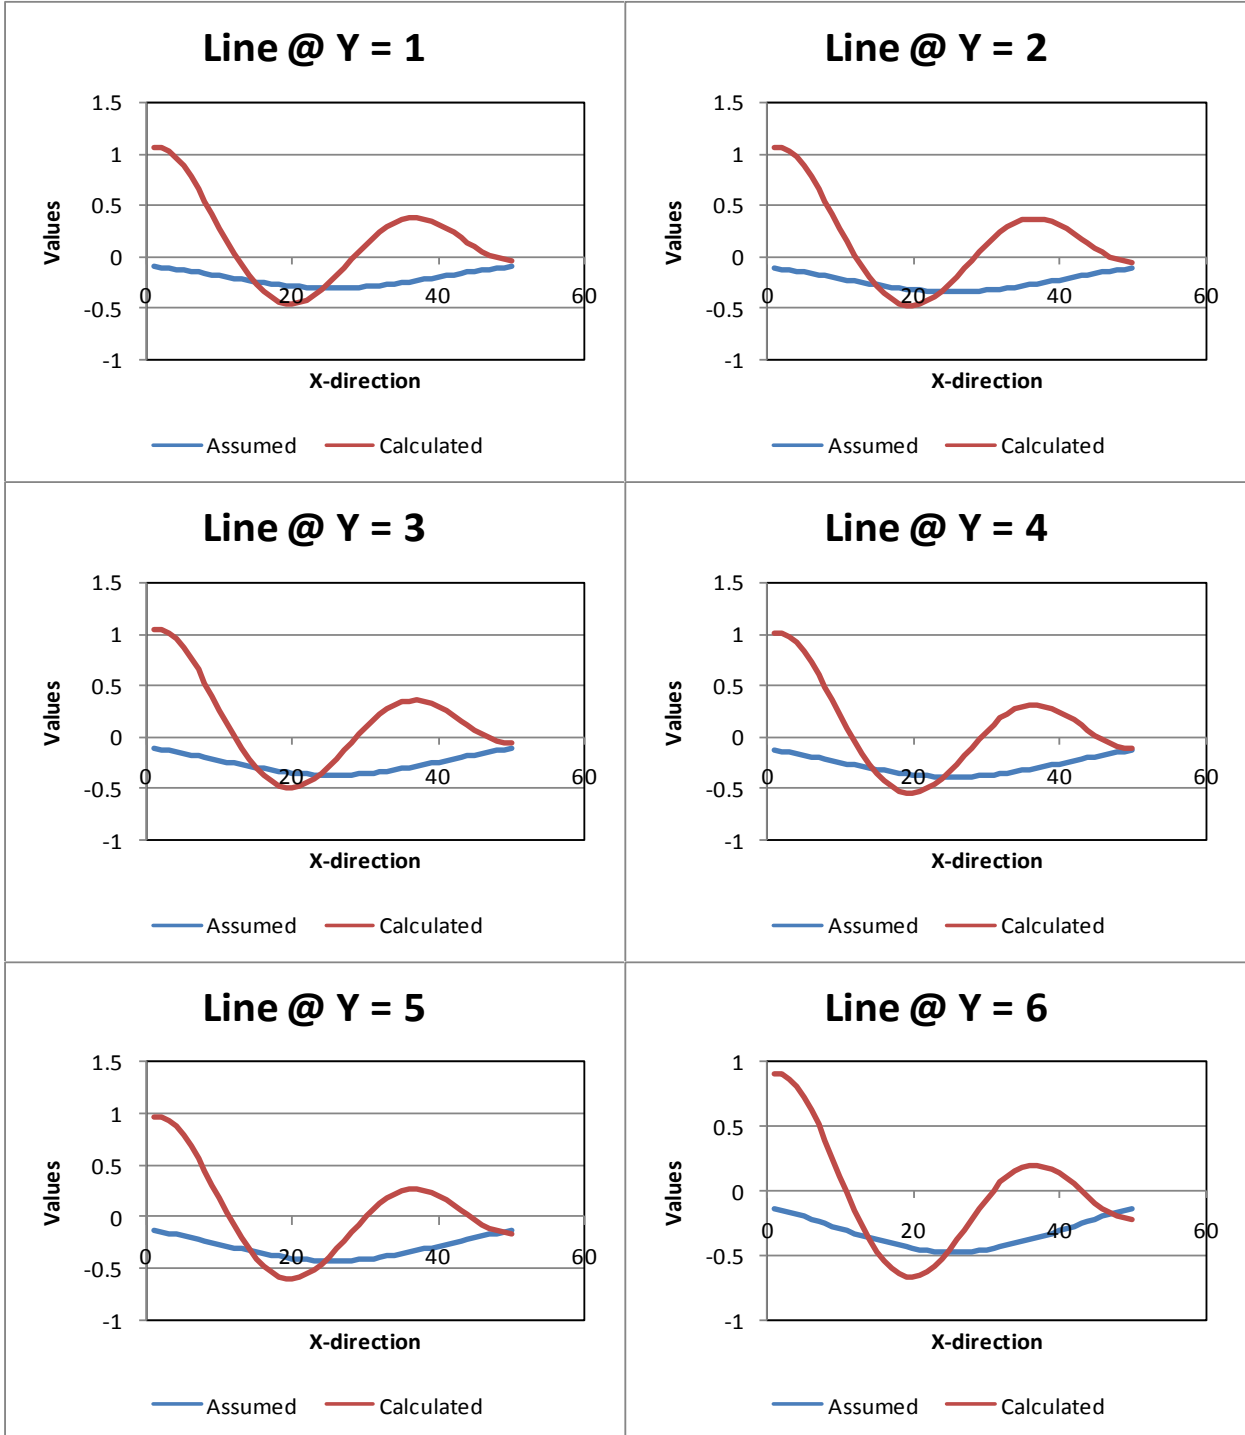 Line @ Y = 1
1.5
1
0.5
0
-0.5
-1
0
20
40
60
Values
X-direction
Assumed
Calculated
Line @ Y = 2
1.5
1
0.5
0
-0.5
-1
0
20
40
60
Values
X-direction
Assumed
Calculated
Line @ Y = 3
1.5
1
0.5
0
-0.5
-1
0
20
40
60
Values
X-direction
Assumed
Calculated
Line @ Y = 4
1.5
1
0.5
0
-0.5
-1
0
20
40
60
Values
X-direction
Assumed
Calculated
Line @ Y = 5
1.5
1
0.5
0
-0.5
-1
0
20
40
60
Values
X-direction
Assumed
Calculated
Line @ Y = 6
1
0.5
0
-0.5
-1
0
20
40
60
Values
X-direction
Assumed
Calculated